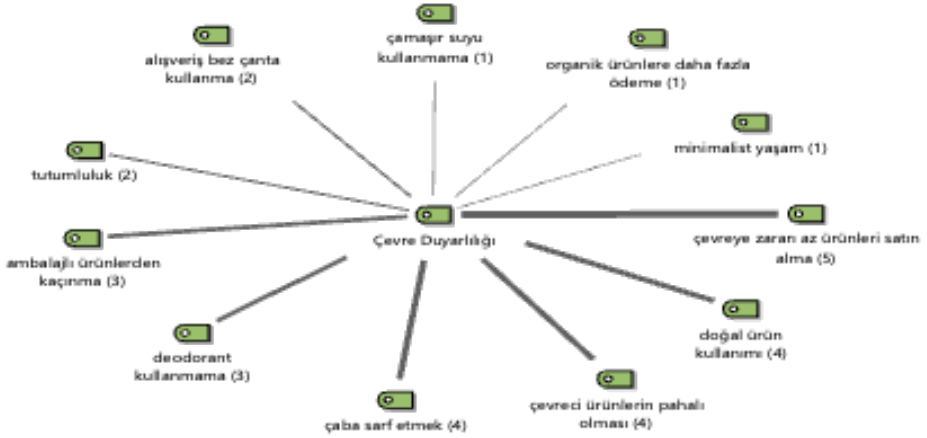 çamaşır suyu
kullanmama (1)
alışveriş bez çanta
kullanma (2)
organik ürünlere daha fazla
ödeme (1)
minimalist yaşam (1)
tutumluluk (2)
Çevre Duyarlılığı
çevreye zararı az ürünleri satın
alma (5)
ambalajlı ürünlerden
kaçınma (3)
doğal ürün
kullanımı (4)
deodorant
kullanmama (3)
çevreci ürünlerin pahalı
olması (4)
çaba sarf etmek (4)